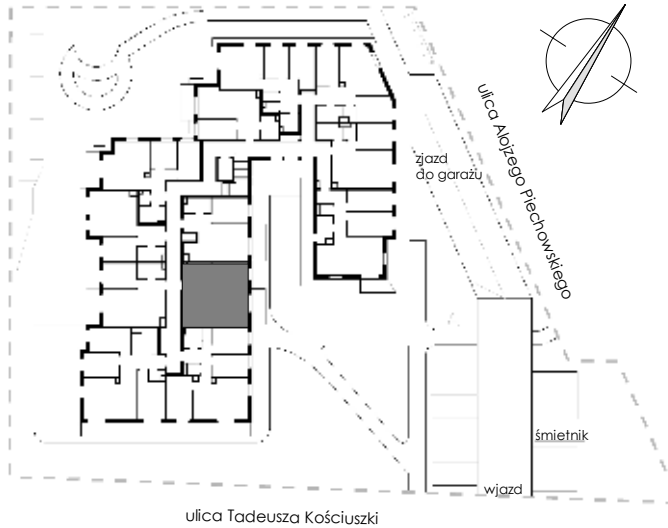 ulica Alojzego Piechowskiego
zjazd
do garażu
śmietnik
wjazd
ulica Tadeusza Kościuszki